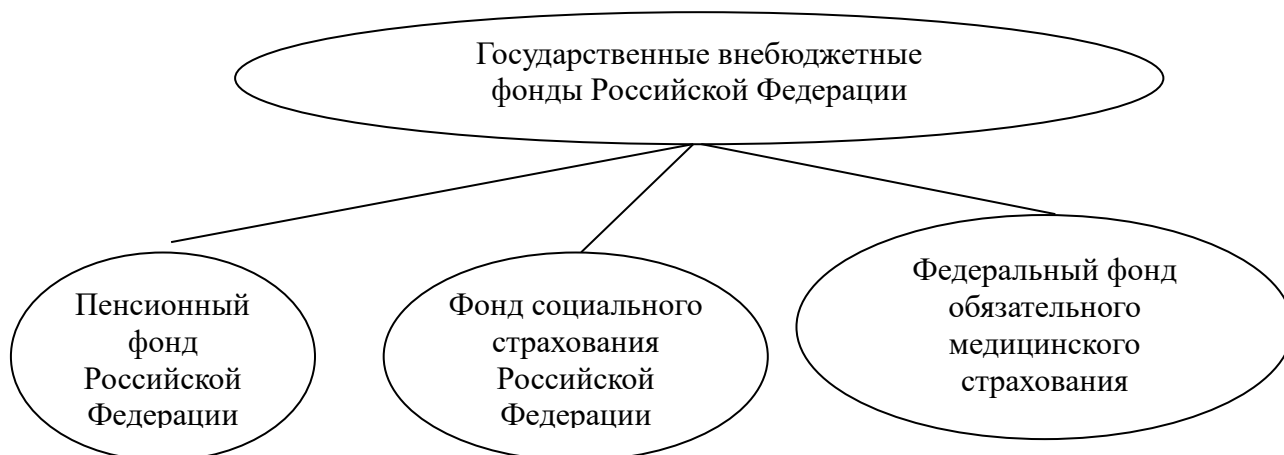 Государственные внебюджетные
фонды Российской Федерации
Пенсионный
фонд
Российской
Федерации
Фонд социального
страхования
Российской
Федерации
Федеральный фонд
обязательного
медицинского
страхования